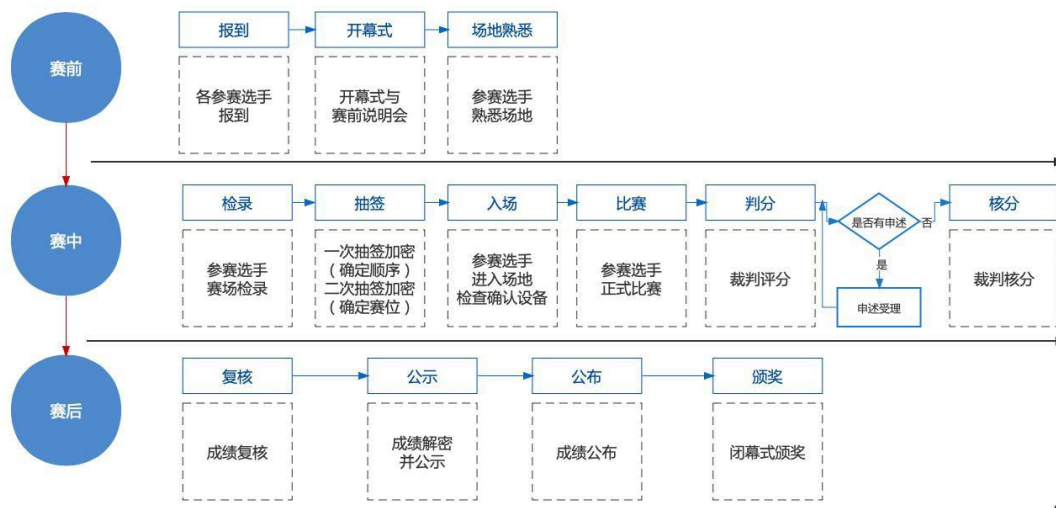 赛前
报到
开幕式
场地熟悉
各参赛选手
报到
开幕式与
赛前说明会
参赛选手
熟悉场地
赛中
检录
抽签
入场
比赛
判分
是否有申述
否
核分
参赛选手
赛场检录
一次抽签加密
（确定顺序）
二次抽签加密
（确定赛位）
参赛选手
进入场地
检查确认设备
参赛选手
正式比赛
裁判评分
是
申述受理
裁判核分
赛后
复核
公示
公布
颁奖
成绩复核
成绩解密
并公示
成绩公布
闭幕式颁奖